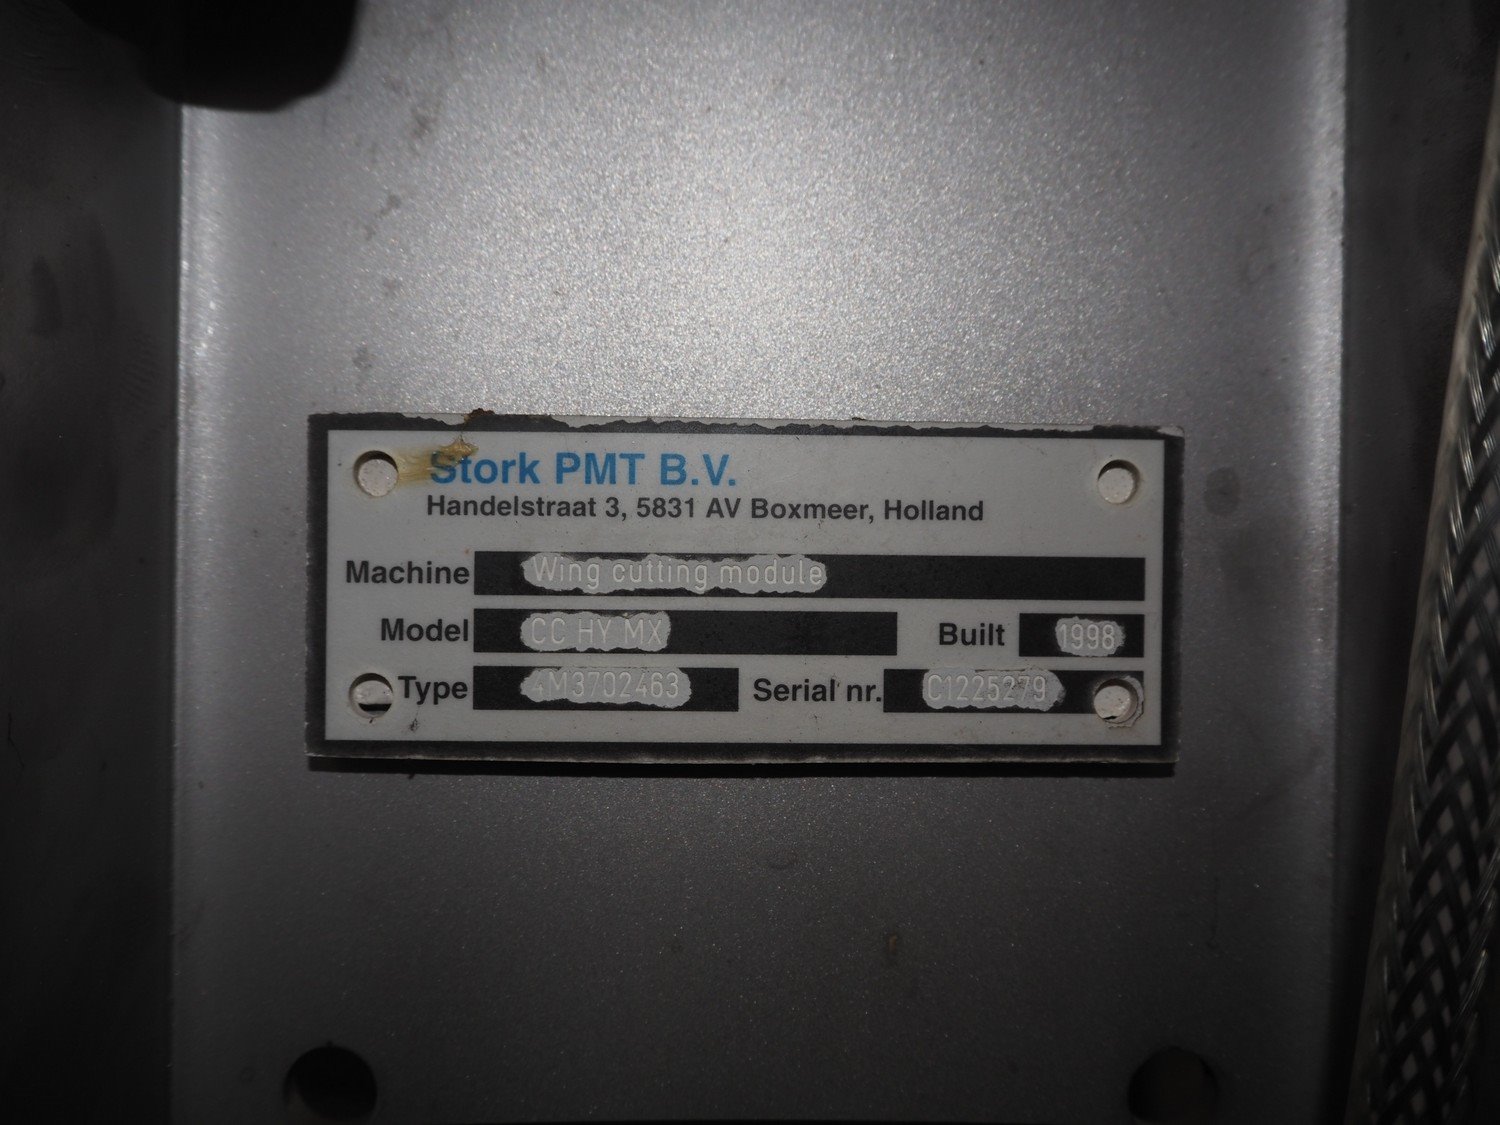 Stork PMT B.V.
Handelstraat 3, 5831 AV Boxmeer, Holland
Machine Wing cutting module
Model CC HY MX Built 1998
Type 4M3702463 Serial nr. C1225279